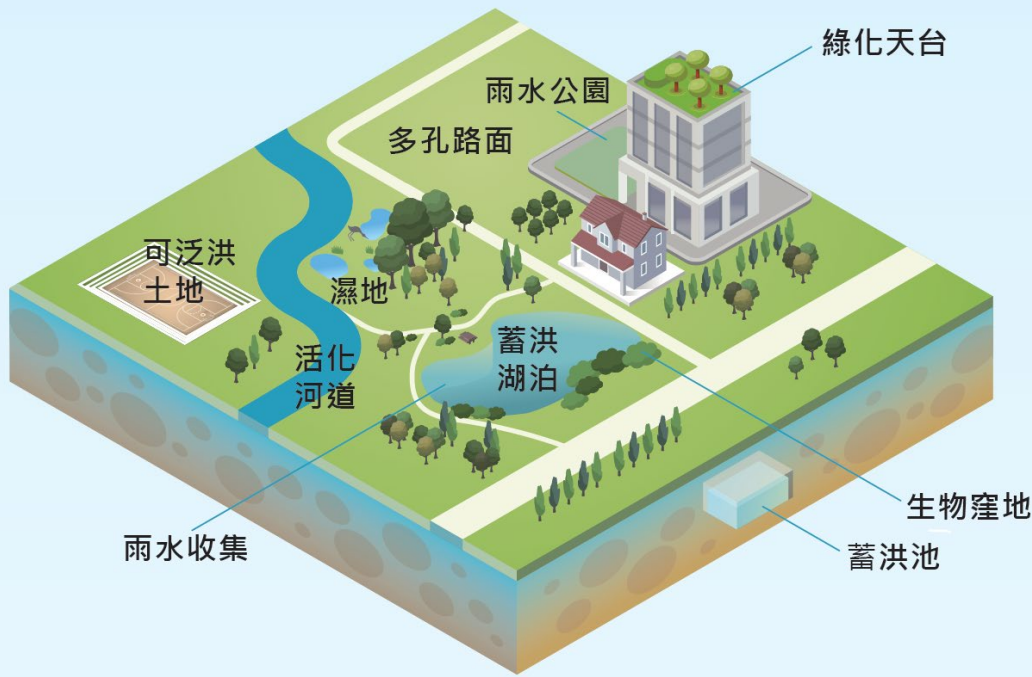 綠化天台
雨水公園
多孔路面
可泛洪
土地
濕地
活化
河道
蓄洪
湖泊
生物窪地
雨水收集
蓄洪池